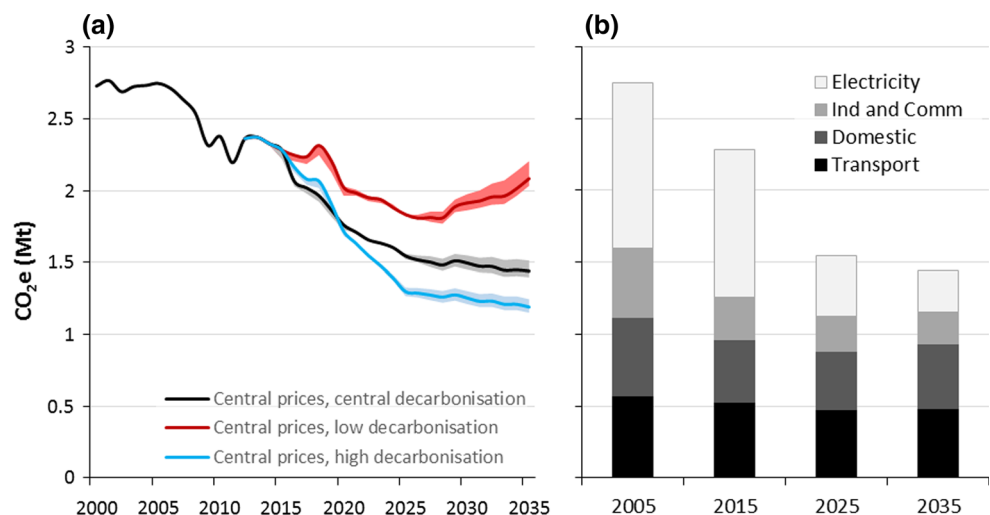 (a)
(b)
3
2.5
2
1.5
1
0.5
0
CO₂e (Mt)
Central prices, central decarbonisation
Central prices, low decarbonisation
Central prices, high decarbonisation
2000 2005 2010 2015 2020 2025 2030 2035
Electricity
Ind and Comm
Domestic
Transport
2005 2015 2025 2035